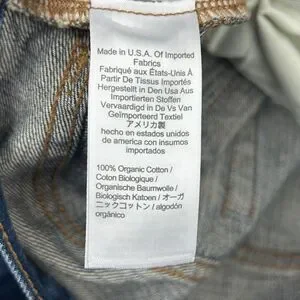 Made in U.S.A. Of Imported
Fabrics
Fabriqué aux États-Unis À
Partir De Tissus Importés
Hergestellt in Den Usa Aus
Importierten Stoffen
Vervaardigd in De Vs Van
Geïmporteerd Textiel
アメリカ製
hecho en estados unidos
de america con insumos
importados
100% Organic Cotton /
Coton Biologique /
Organische Baumwolle /
Biologisch Katoen / オーガ
ニックコットン / algodón
orgánico